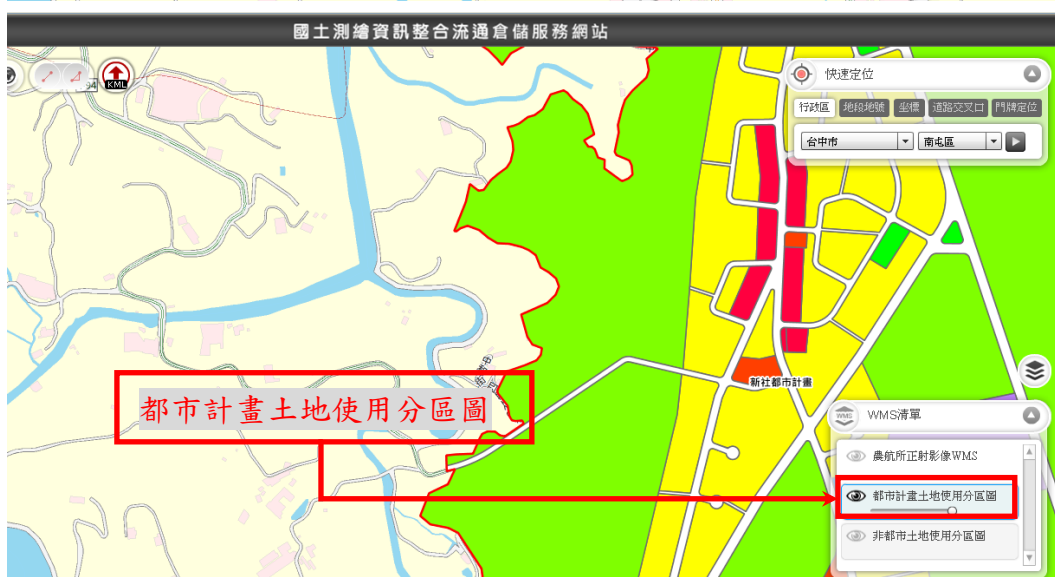 國土測繪資訊整合流通倉儲服務網站
KML
快速定位
行政區 地段地號 坐標 道路交叉口 門牌定位
台中市 南屯區
新社都市計畫
都市計畫土地使用分區圖
WMS WMS清單
農航所正射影像WMS
都市計畫土地使用分區圖
非都市土地使用分區圖